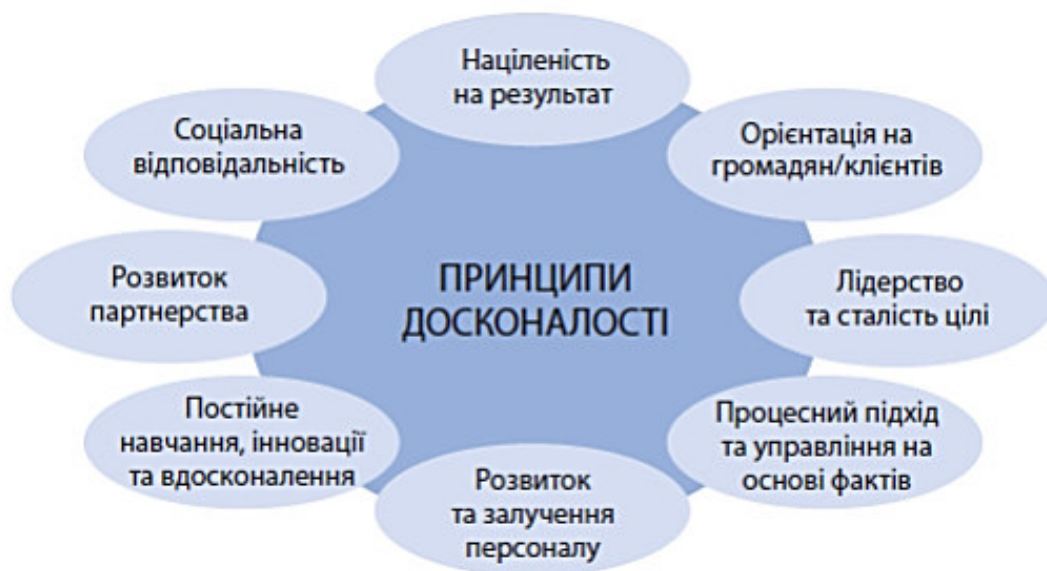 Націленість
на результат
Соціальна
відповідальність
Орієнтація на
громадян/клієнтів
Розвиток
партнерства
ПРИНЦИПИ
ДОСКОНАЛОСТІ
Лідерство
та сталість цілі
Постійне
навчання, інновації
та вдосконалення
Процесний підхід
та управління на
основі фактів
Розвиток
та залучення
персоналу